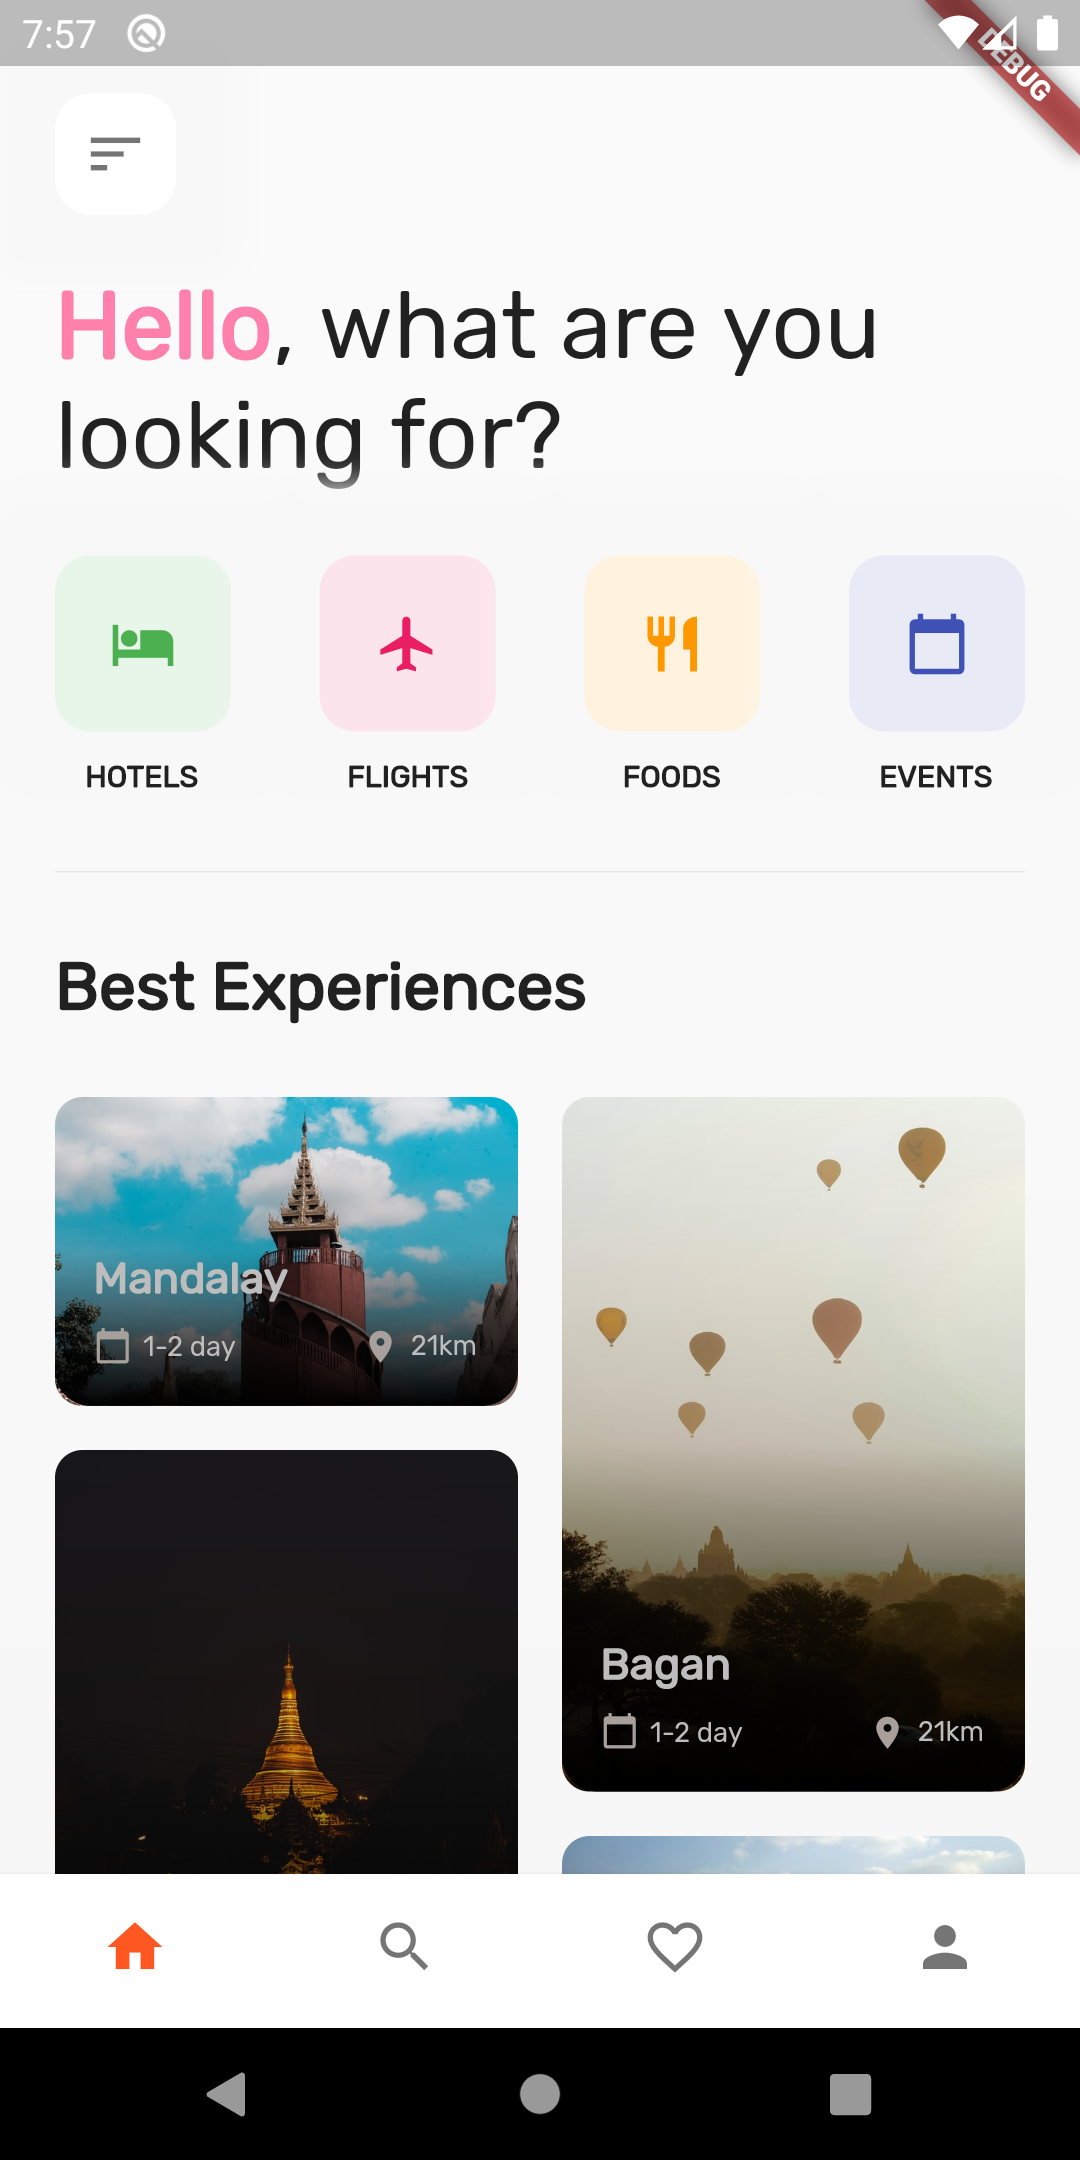 7:57
DEBUG
Hello, what are you
looking for?
HOTELS
FLIGHTS
FOODS
EVENTS
Best Experiences
Mandalay
1-2 day
21km
Bagan
1-2 day
21km